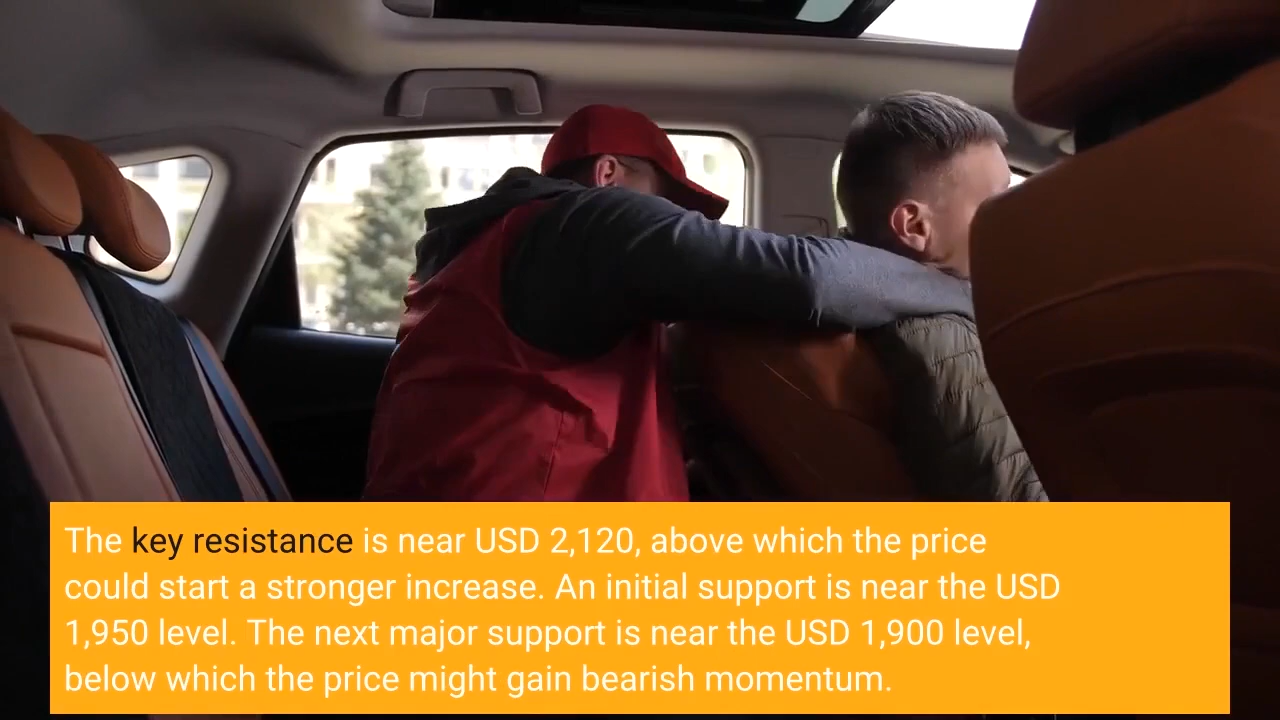 The key resistance is near USD 2,120, above which the price
could start a stronger increase. An initial support is near the USD
1,950 level. The next major support is near the USD 1,900 level,
below which the price might gain bearish momentum.